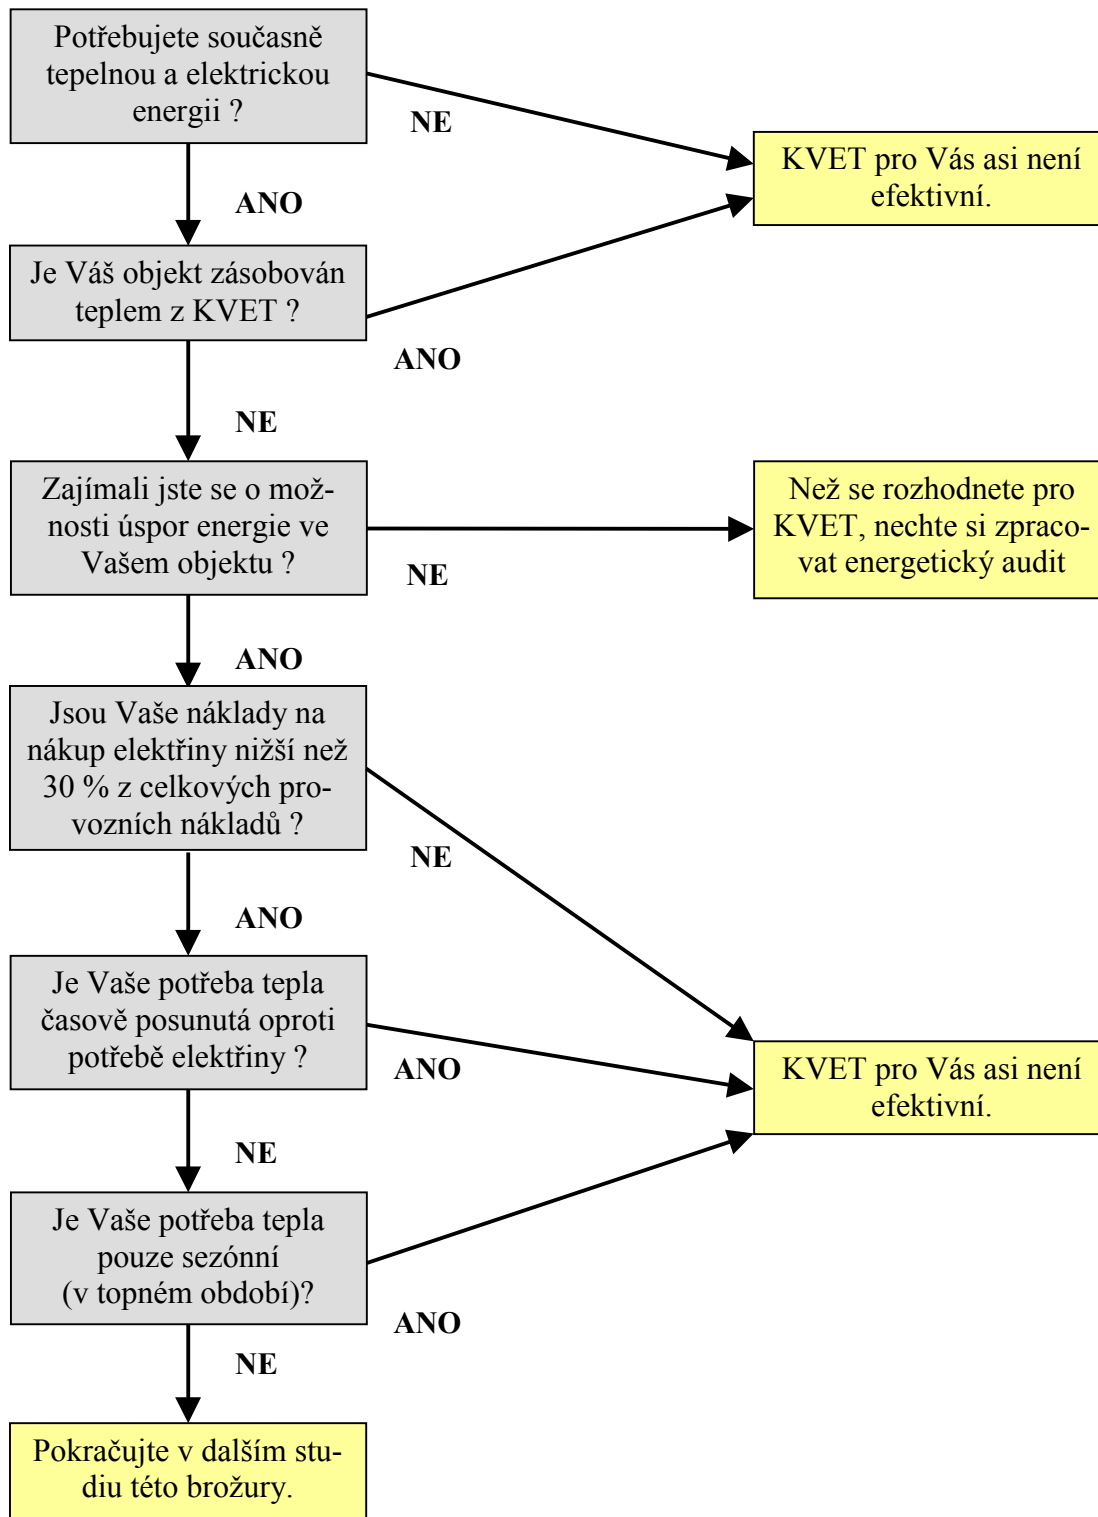 Potřebujete současně
tepelnou a elektrickou
energii ?
NE
KVET pro Vás asi není
efektivní.
ANO
Je Váš objekt zásobován
teplem z KVET ?
ANO
NE
Zajímali jste se o mož-
nosti úspor energie ve
Vašem objektu ?
NE
Než se rozhodnete pro
KVET, nechte si zpraco-
vat energetický audit
ANO
Jsou Vaše náklady na
nákup elektřiny nižší než
30 % z celkových pro-
vozních nákladů ?
NE
ANO
Je Vaše potřeba tepla
časově posunutá oproti
potřebě elektřiny ?
ANO
KVET pro Vás asi není
efektivní.
NE
Je Vaše potřeba tepla
pouze sezónní
(v topném období)?
ANO
NE
Pokračujte v dalším stu-
diu této brožury.